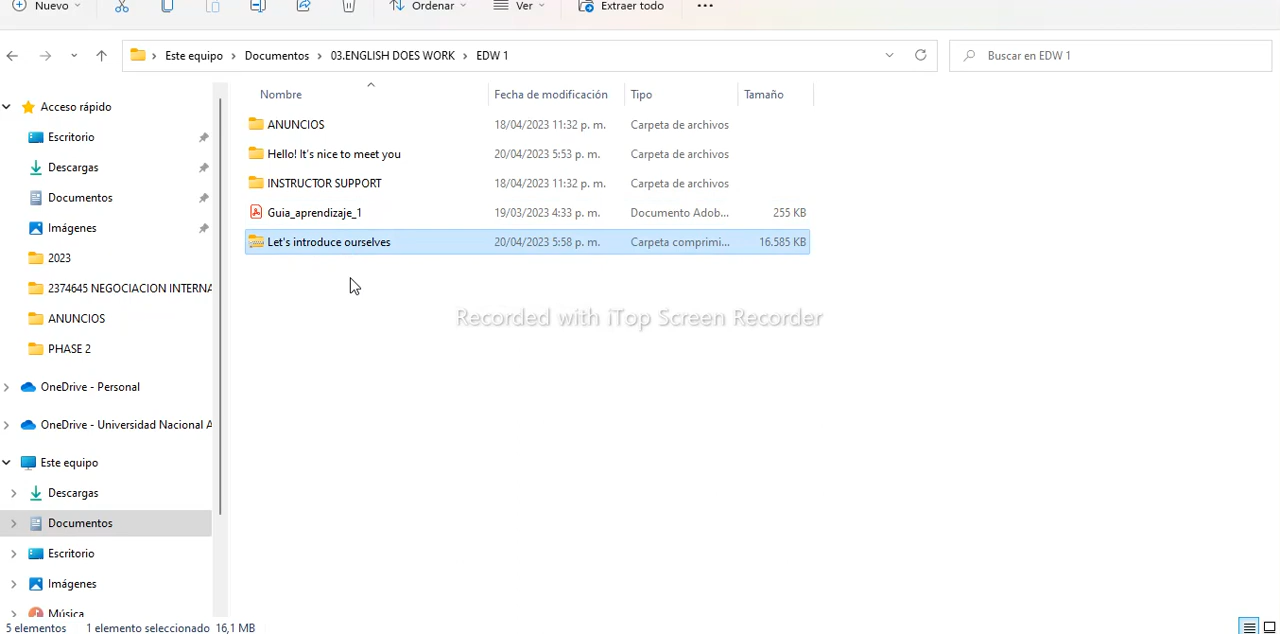 Nuevo
Ordenar
Ver
Extraer todo
Este equipo > Documentos > 03.ENGLISH DOES WORK > EDW 1
Buscar en EDW 1
Nombre Fecha de modificación Tipo Tamaño
ANUNCIOS 18/04/2023 11:32 p. m. Carpeta de archivos
Hello! It's nice to meet you 20/04/2023 5:53 p. m. Carpeta de archivos
INSTRUCTOR SUPPORT 18/04/2023 11:32 p. m. Carpeta de archivos
Guia_aprendizaje_1 19/03/2023 4:33 p. m. Documento Adob... 255 KB
Let's introduce ourselves 20/04/2023 5:58 p. m. Carpeta comprimi... 16.585 KB
Acceso rápido
Escritorio
Descargas
Documentos
Imágenes
2023
2374645 NEGOCIACION INTERNA
ANUNCIOS
PHASE 2
OneDrive - Personal
OneDrive - Universidad Nacional A
Este equipo
Descargas
Documentos
Escritorio
Imágenes
Música
Recorded with iTop Screen Recorder
5 elementos 1 elemento seleccionado 16,1 MB